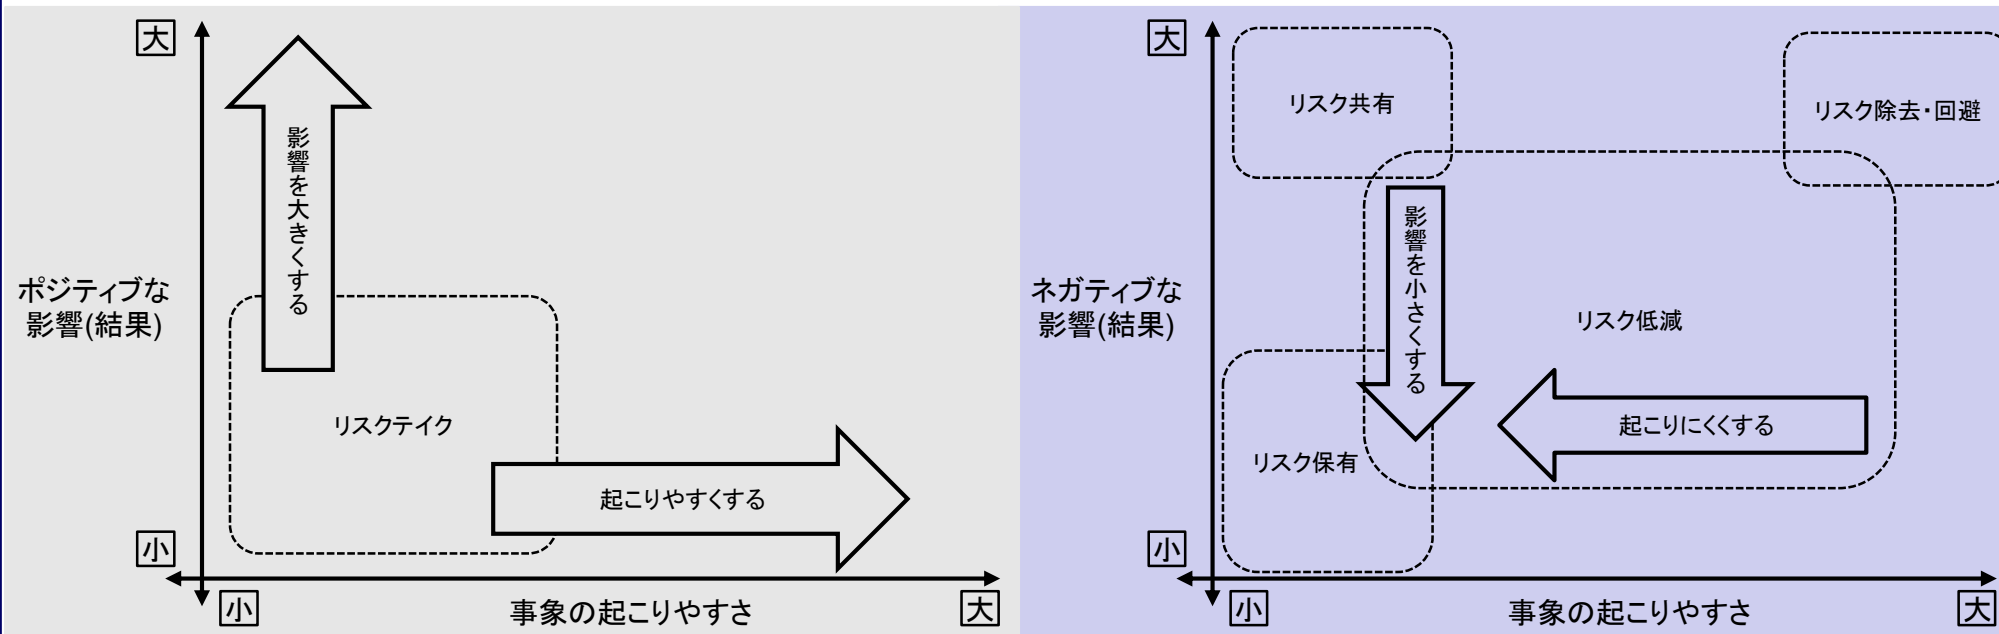 大
影響を大きくする
ポジティブな
影響(結果)
リスクテイク
起こりやすくする
小
小
事象の起こりやすさ
大
大
リスク共有
リスク除去・回避
影響を小さくする
ネガティブな
影響(結果)
リスク低減
起こりにくくする
リスク保有
小
小
事象の起こりやすさ
大